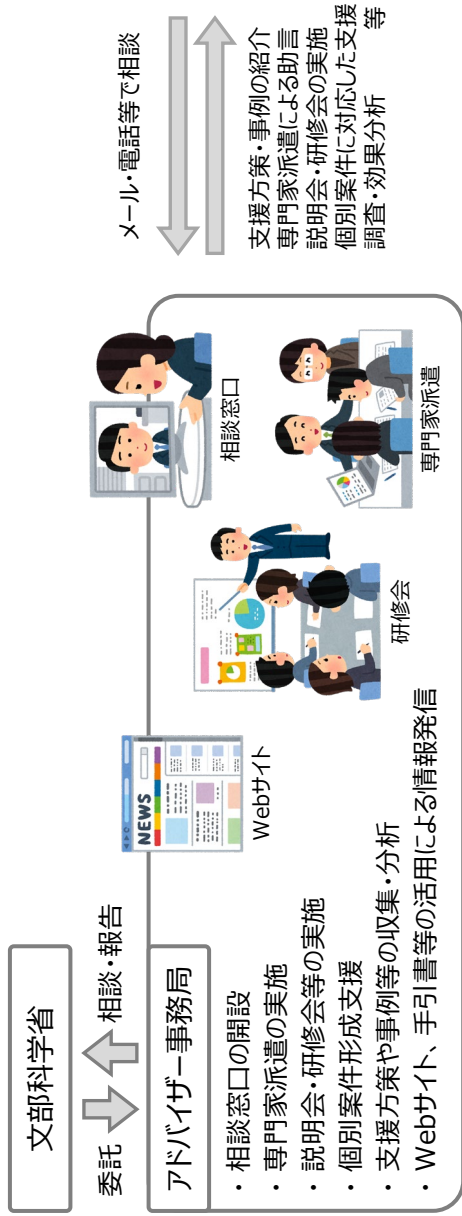 文部科学省
委託
相談・報告
アドバイザー事務局
・相談窓口の開設
・専門家派遣の実施
・説明会・研修会等の実施
・個別案件形成支援
・支援方策や事例等の収集・分析
・Webサイト、手引書等の活用による情報発信
NEWS
Webサイト
相談窓口
研修会
専門家派遣
メール・電話等で相談
支援方策・事例の紹介
専門家派遣による助言
説明会・研修会の実施
個別案件に対応した支援
調査・効果分析 等